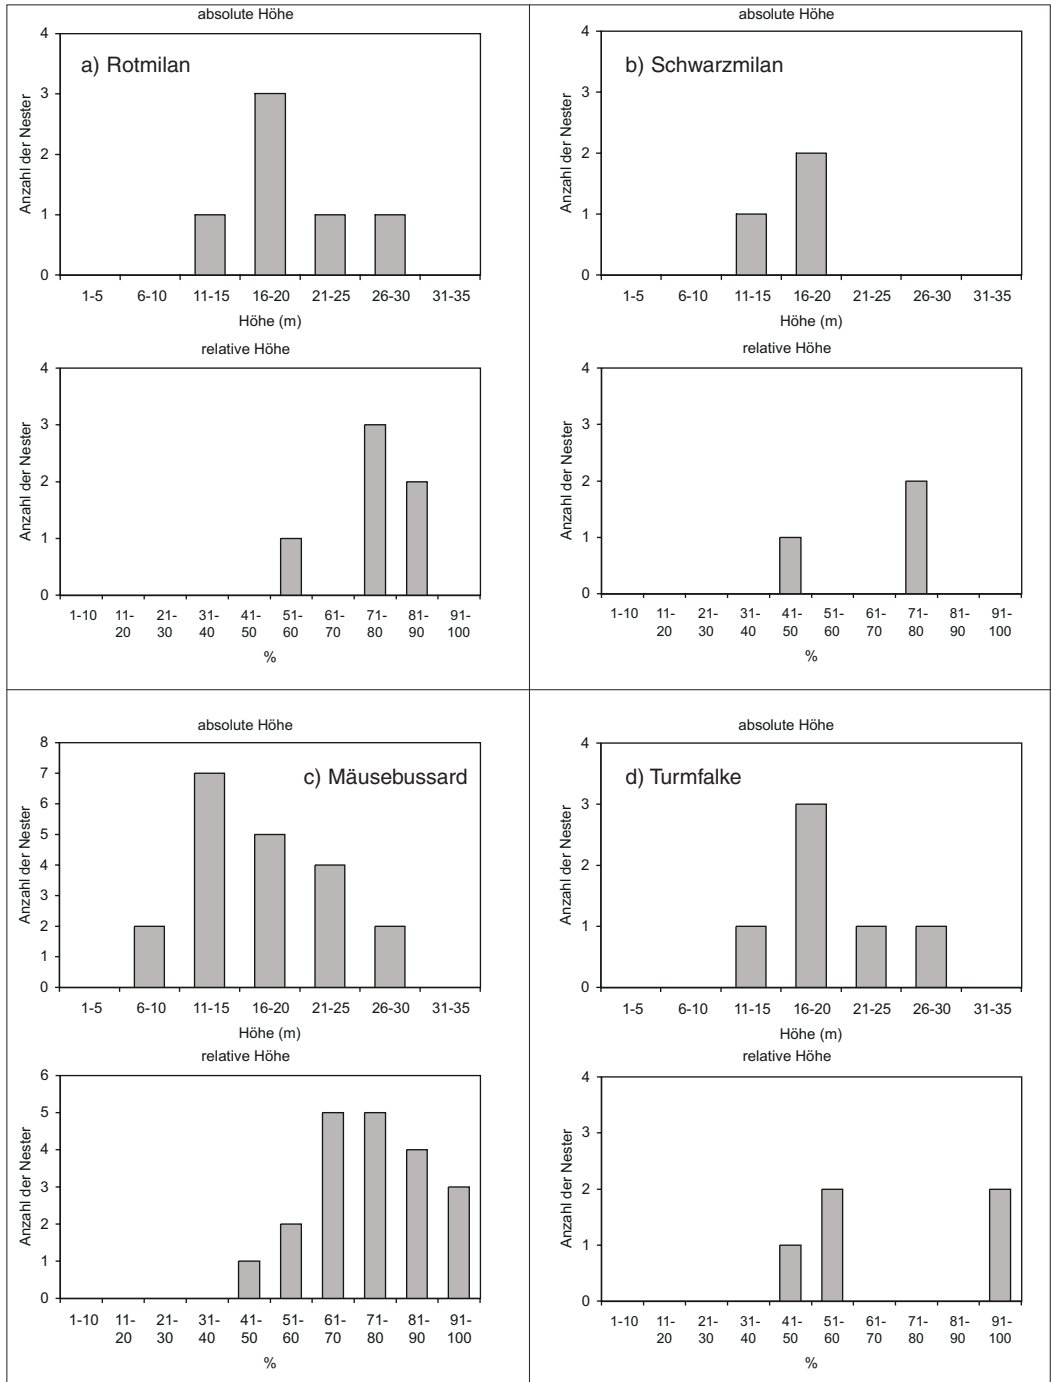 absolute Höhe
4
a) Rotmilan
3
2
1
0
Anzahl der Nester
1-5 6-10 11-15 16-20 21-25 26-30 31-35
Höhe (m)
relative Höhe
4
3
2
1
0
Anzahl der Nester
1-10 11- 21- 31- 41- 51- 61- 71- 81- 91-
20 30 40 50 60 70 80 90 100
%
absolute Höhe
4
b) Schwarzmilan
3
2
1
0
Anzahl der Nester
1-5 6-10 11-15 16-20 21-25 26-30 31-35
Höhe (m)
relative Höhe
4
3
2
1
0
Anzahl der Nester
1-10 11- 21- 31- 41- 51- 61- 71- 81- 91-
20 30 40 50 60 70 80 90 100
%
absolute Höhe
8
c) Mäusebussard
7
6
5
4
3
2
1
0
Anzahl der Nester
1-5 6-10 11-15 16-20 21-25 26-30 31-35
Höhe (m)
relative Höhe
6
5
4
3
2
1
0
Anzahl der Nester
1-10 11- 21- 31- 41- 51- 61- 71- 81- 91-
20 30 40 50 60 70 80 90 100
%
absolute Höhe
4
d) Turmfalke
3
2
1
0
Anzahl der Nester
1-5 6-10 11-15 16-20 21-25 26-30 31-35
Höhe (m)
relative Höhe
4
3
2
1
0
Anzahl der Nester
1-10 11- 21- 31- 41- 51- 61- 71- 81- 91-
20 30 40 50 60 70 80 90 100
%